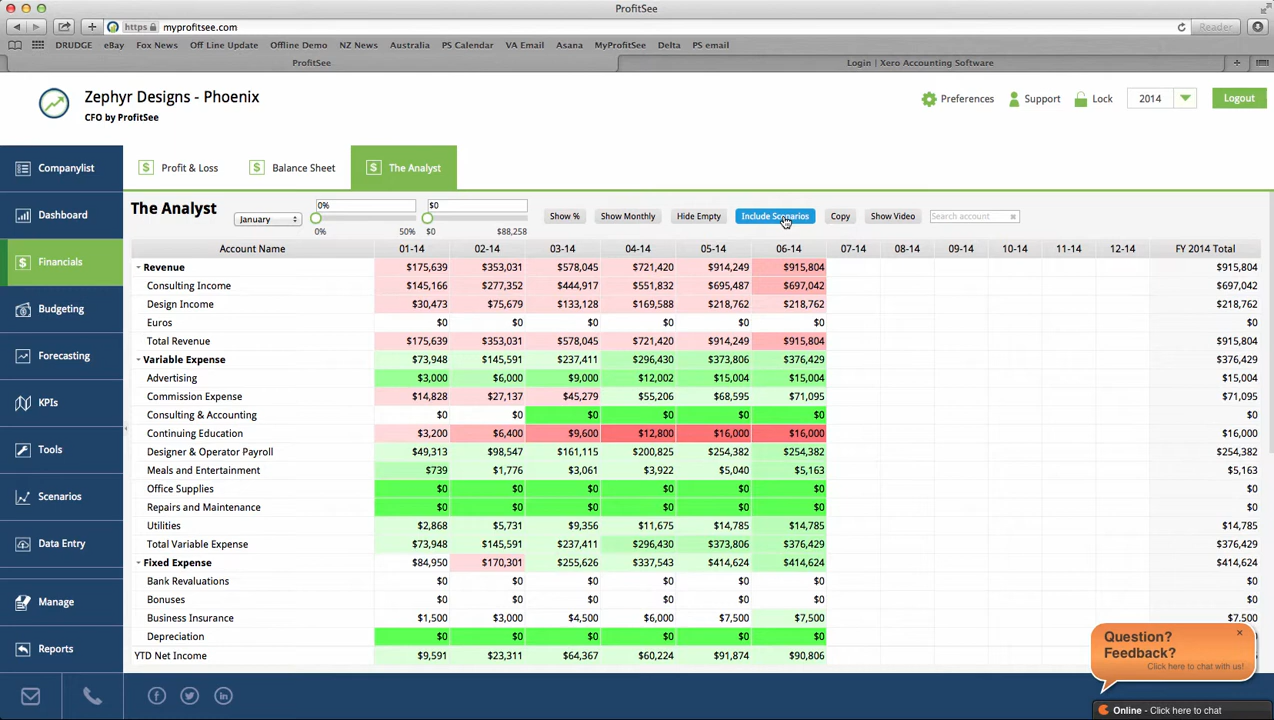 ProfitSee
https myprofitsee.com
Reader
DRUDGE eBay Fox News Off Line Update Offline Demo NZ News Australia PS Calendar VA Email Asana MyProfitSee Delta PS email
ProfitSee Login | Xero Accounting Software
Zephyr Designs - Phoenix
CFO by ProfitSee
Preferences Support Lock 2014 Logout
Companylist
Dashboard
Financials
Budgeting
Forecasting
KPIs
Tools
Scenarios
Data Entry
Manage
Reports
Profit & Loss Balance Sheet The Analyst
The Analyst
January
0% $0
0% 50% $0 $88,258
Show % Show Monthly Hide Empty Include Scenarios Copy Show Video Search account
Account Name 01-14 02-14 03-14 04-14 05-14 06-14 07-14 08-14 09-14 10-14 11-14 12-14 FY 2014 Total
Revenue $175,639 $353,031 $578,045 $721,420 $914,249 $915,804 $915,804
Consulting Income $145,166 $277,352 $444,917 $551,832 $695,487 $697,042 $697,042
Design Income $30,473 $75,679 $133,128 $169,588 $218,762 $218,762 $218,762
Euros $0 $0 $0 $0 $0 $0 $0
Total Revenue $175,639 $353,031 $578,045 $721,420 $914,249 $915,804 $915,804
Variable Expense $73,948 $145,591 $237,411 $296,430 $373,806 $376,429 $376,429
Advertising $3,000 $6,000 $9,000 $12,002 $15,004 $15,004 $15,004
Commission Expense $14,828 $27,137 $45,279 $55,206 $68,595 $71,095 $71,095
Consulting & Accounting $0 $0 $0 $0 $0 $0 $0
Continuing Education $3,200 $6,400 $9,600 $12,800 $16,000 $16,000 $16,000
Designer & Operator Payroll $49,313 $98,547 $161,115 $200,825 $254,382 $254,382 $254,382
Meals and Entertainment $739 $1,776 $3,061 $3,922 $5,040 $5,163 $5,163
Office Supplies $0 $0 $0 $0 $0 $0 $0
Repairs and Maintenance $0 $0 $0 $0 $0 $0 $0
Utilities $2,868 $5,731 $9,356 $11,675 $14,785 $14,785 $14,785
Total Variable Expense $73,948 $145,591 $237,411 $296,430 $373,806 $376,429 $376,429
Fixed Expense $84,950 $170,301 $255,626 $337,543 $414,624 $414,624 $414,624
Bank Revaluations $0 $0 $0 $0 $0 $0 $0
Bonuses $0 $0 $0 $0 $0 $0 $0
Business Insurance $1,500 $3,000 $4,500 $6,000 $7,500 $7,500 $7,500
Depreciation $0 $0 $0 $0 $0 $0
YTD Net Income $9,591 $23,311 $64,367 $60,224 $91,874 $90,806
Question?
Feedback?
Click here to chat with us!
Online - Click here to chat